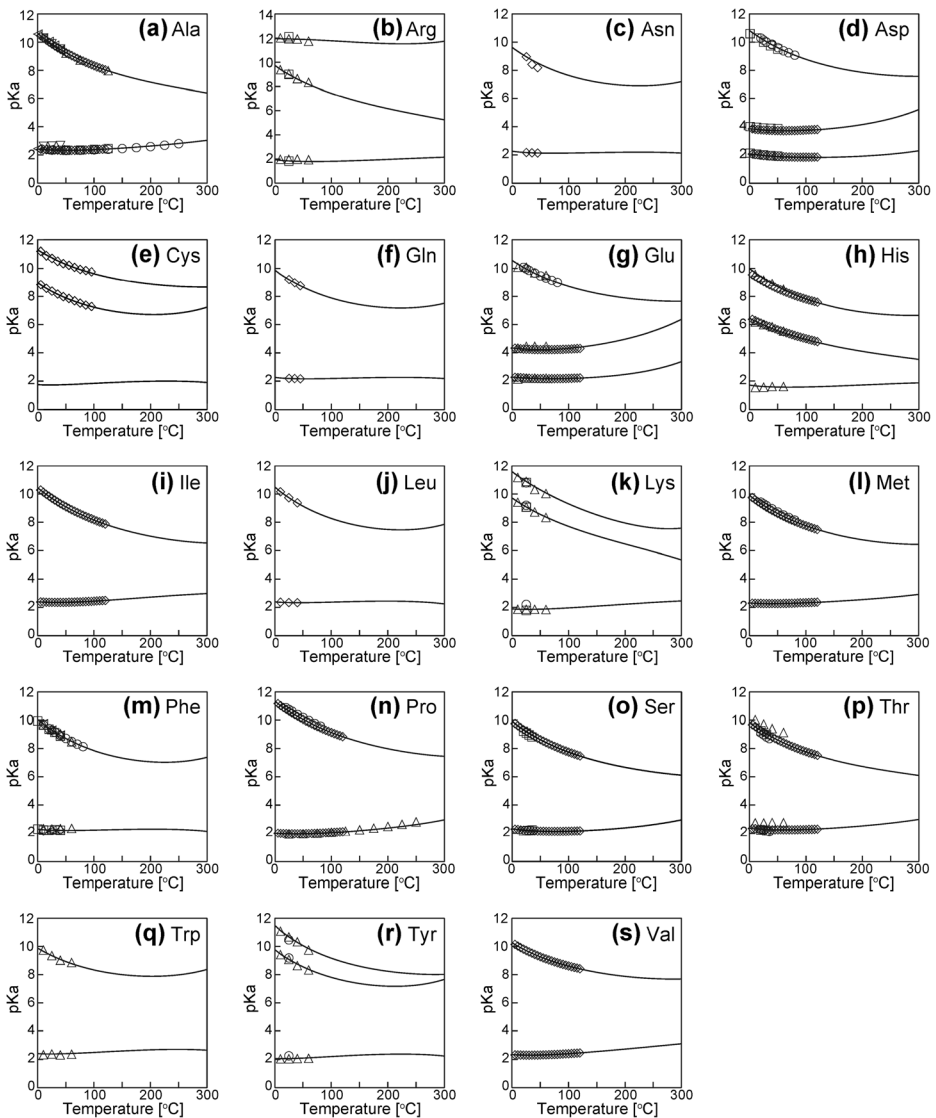 (a) Ala
pKa
12
10
8
6
4
2
0
0 100 200 300
Temperature [°C]
(b) Arg
pKa
14
12
10
8
6
4
2
0
0 100 200 300
Temperature [°C]
(c) Asn
pKa
12
10
8
6
4
2
0
0 100 200 300
Temperature [°C]
(d) Asp
pKa
12
10
8
6
4
2
0
0 100 200 300
Temperature [°C]
(e) Cys
pKa
12
10
8
6
4
2
0
0 100 200 300
Temperature [°C]
(f) Gln
pKa
12
10
8
6
4
2
0
0 100 200 300
Temperature [°C]
(g) Glu
pKa
12
10
8
6
4
2
0
0 100 200 300
Temperature [°C]
(h) His
pKa
12
10
8
6
4
2
0
0 100 200 300
Temperature [°C]
(i) Ile
pKa
12
10
8
6
4
2
0
0 100 200 300
Temperature [°C]
(j) Leu
pKa
12
10
8
6
4
2
0
0 100 200 300
Temperature [°C]
(k) Lys
pKa
12
10
8
6
4
2
0
0 100 200 300
Temperature [°C]
(l) Met
pKa
12
10
8
6
4
2
0
0 100 200 300
Temperature [°C]
(m) Phe
pKa
12
10
8
6
4
2
0
0 100 200 300
Temperature [°C]
(n) Pro
pKa
12
10
8
6
4
2
0
0 100 200 300
Temperature [°C]
(o) Ser
pKa
12
10
8
6
4
2
0
0 100 200 300
Temperature [°C]
(p) Thr
pKa
12
10
8
6
4
2
0
0 100 200 300
Temperature [°C]
(q) Trp
pKa
12
10
8
6
4
2
0
0 100 200 300
Temperature [°C]
(r) Tyr
pKa
12
10
8
6
4
2
0
0 100 200 300
Temperature [°C]
(s) Val
pKa
12
10
8
6
4
2
0
0 100 200 300
Temperature [°C]